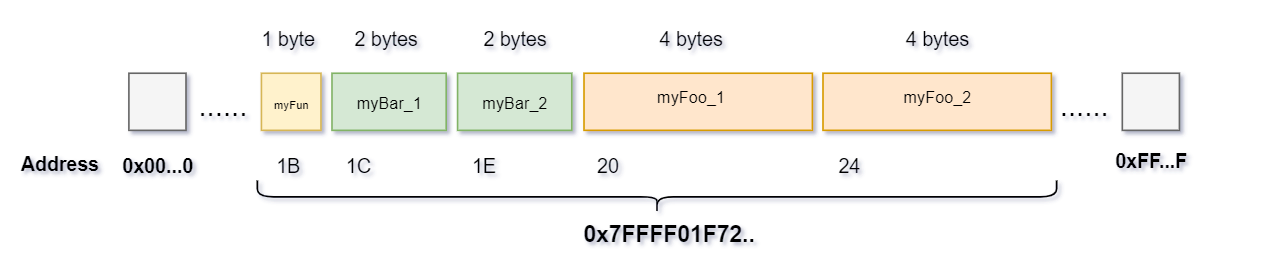 1 byte 2 bytes 2 bytes 4 bytes 4 bytes
myFun myBar_1 myBar_2 myFoo_1 myFoo_2
...... ......
Address 0x00...0 1B 1C 1E 20 24 0xFF...F
0x7FFFF01F72..